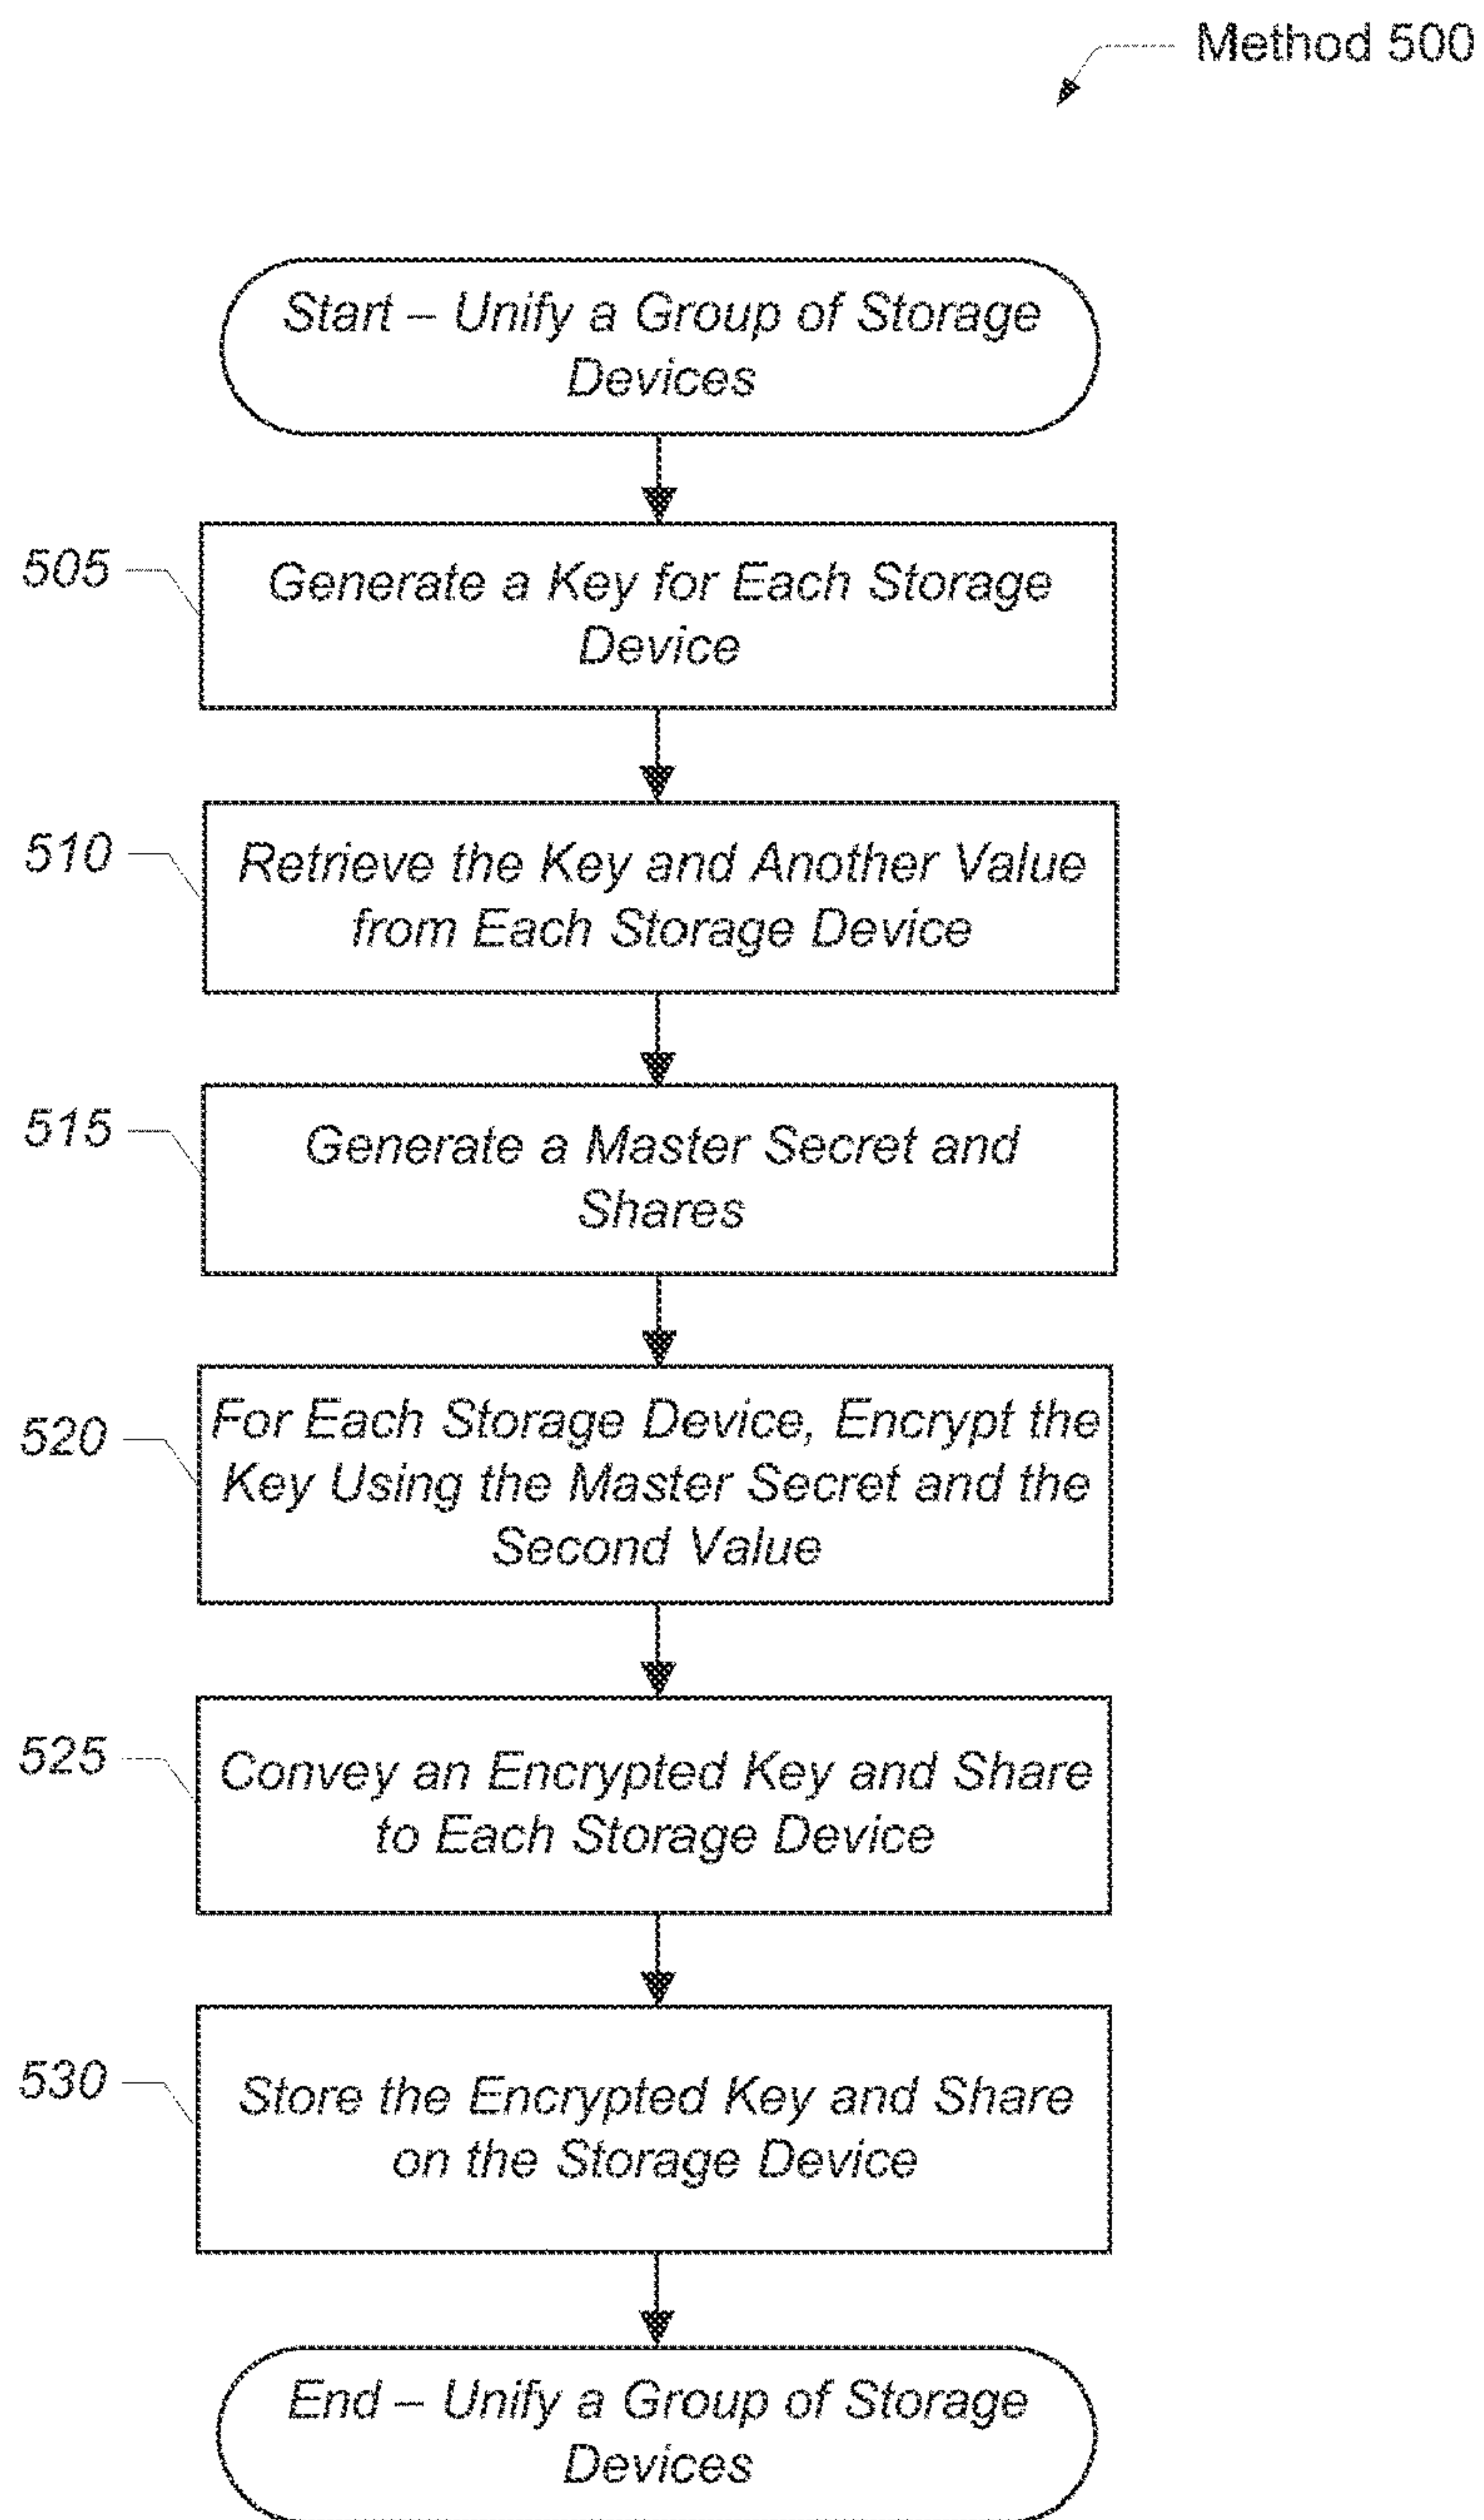 Method 500
Start – Unify a Group of Storage
Devices
505
Generate a Key for Each Storage
Device
510
Retrieve the Key and Another Value
from Each Storage Device
515
Generate a Master Secret and
Shares
520
For Each Storage Device, Encrypt the
Key Using the Master Secret and the
Second Value
525
Convey an Encrypted Key and Share
to Each Storage Device
530
Store the Encrypted Key and Share
on the Storage Device
End – Unify a Group of Storage
Devices